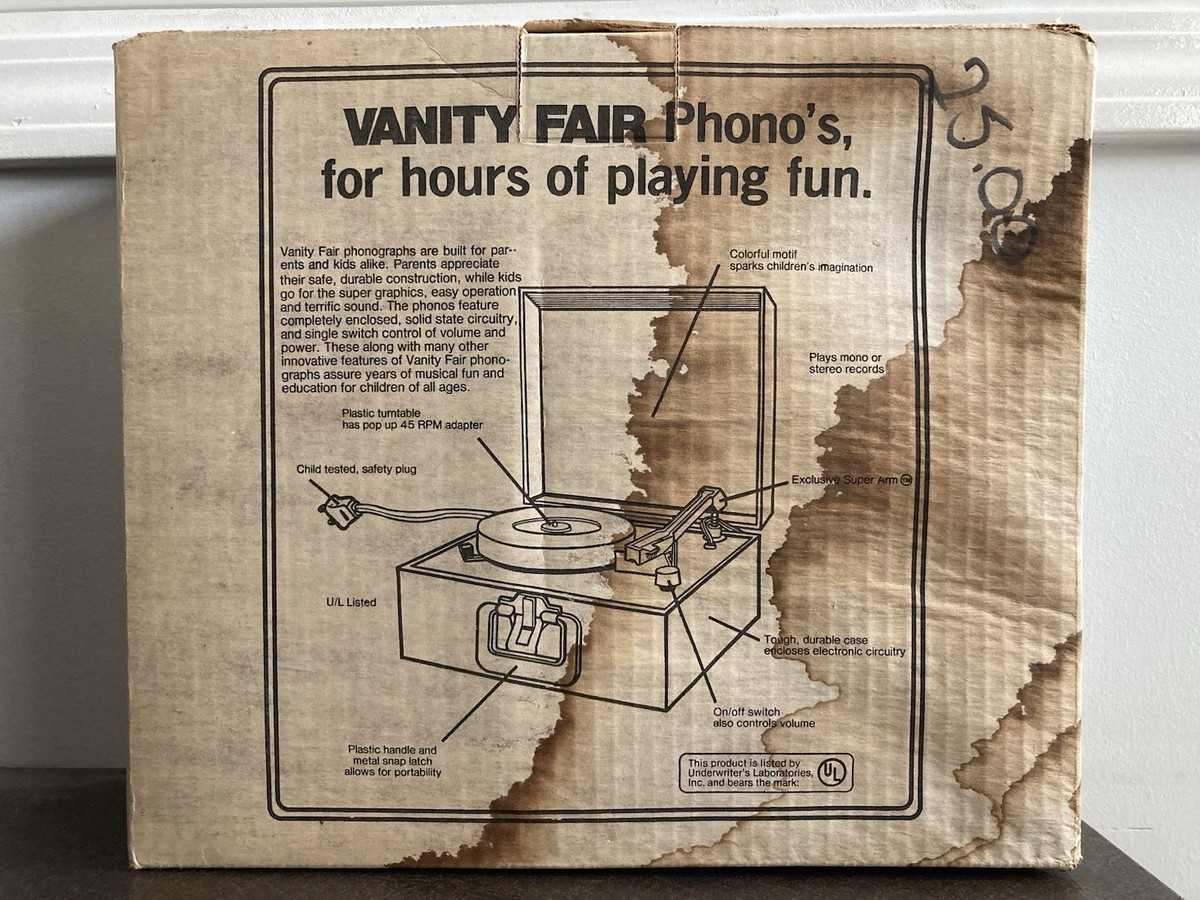 25.00
VANITY FAIR Phono's,
for hours of playing fun.
Vanity Fair phonographs are built for par-
ents and kids alike. Parents appreciate
their safe, durable construction, while kids
go for the super graphics, easy operation
and terrific sound. The phonos feature
completely enclosed, solid state circuitry,
and single switch control of volume and
power. These along with many other
innovative features of Vanity Fair phono-
graphs assure years of musical fun and
education for children of all ages.
Colorful motif
sparks children's imagination
Plays mono or
stereo records
Plastic turntable
has pop up 45 RPM adapter
Child tested, safety plug
Exclusive Super Arm TM
U/L Listed
Tough, durable case
encloses electronic circuitry
On/off switch
also controls volume
Plastic handle and
metal snap latch
allows for portability
This product is listed by
Underwriter's Laboratories,
Inc. and bears the mark:
UL